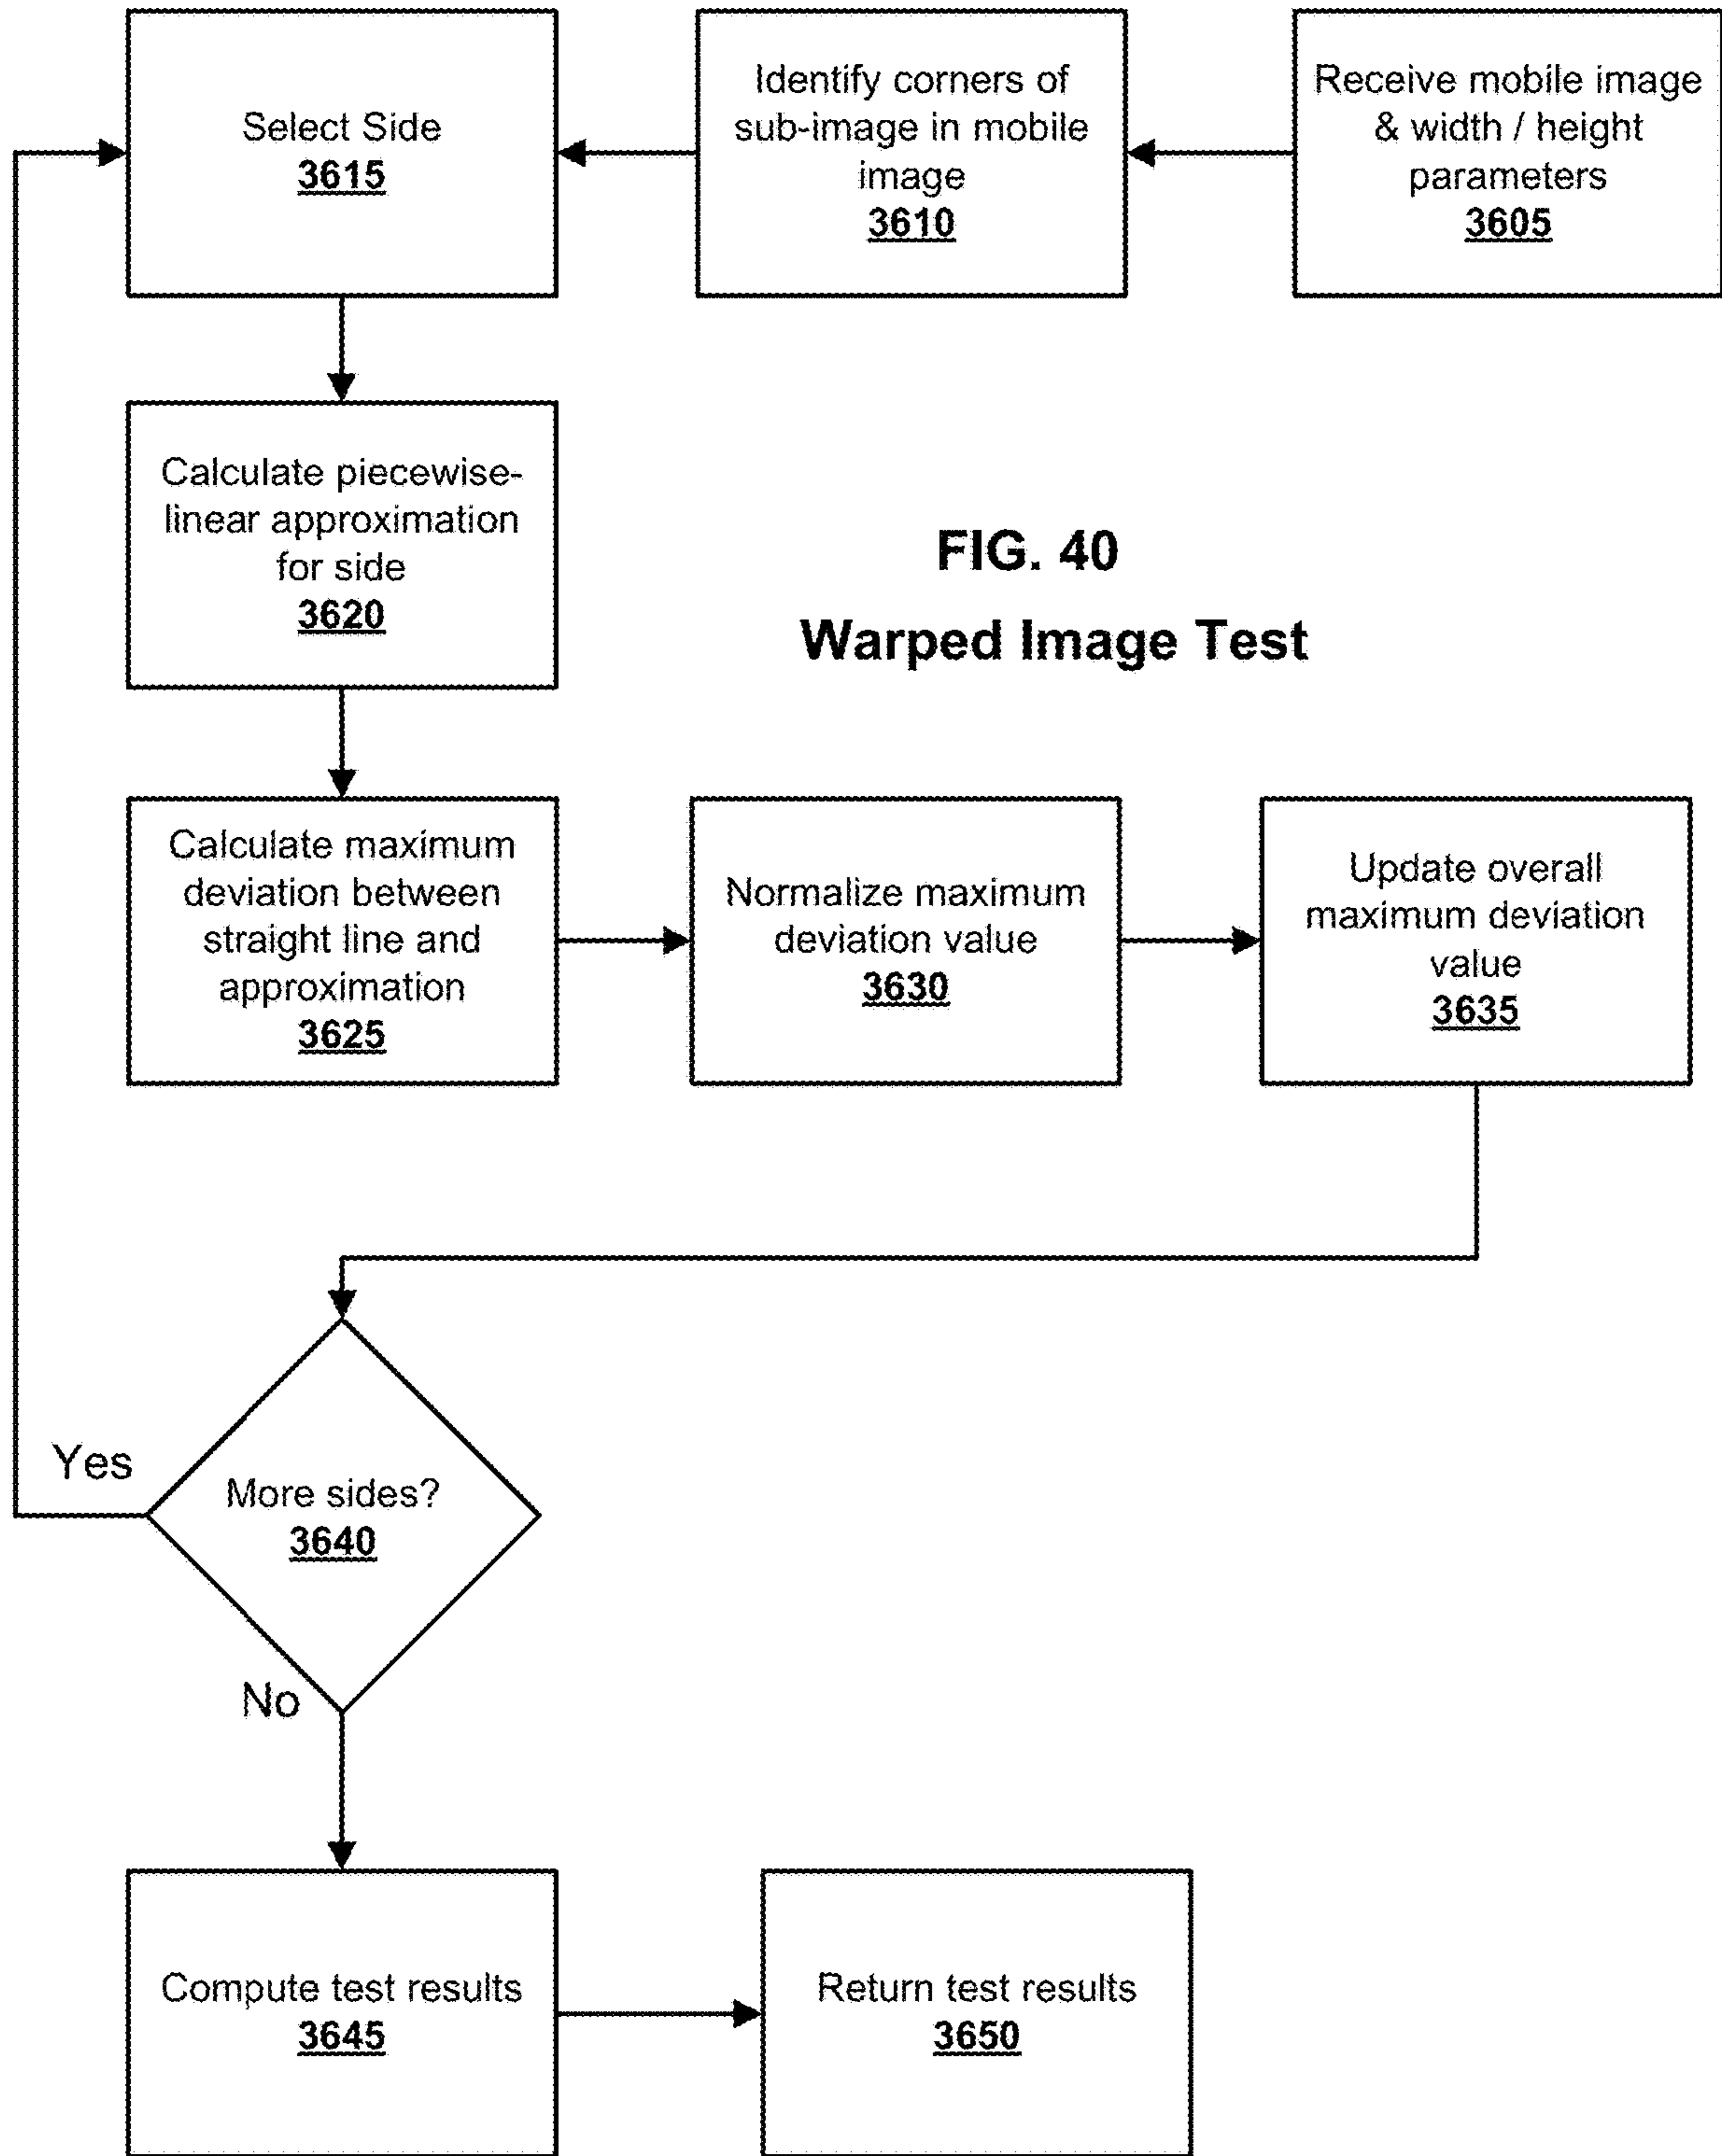 Receive mobile image
& width / height
parameters
3605
Identify corners of
sub-image in mobile
image
3610
Select Side
3615
Calculate piecewise-
linear approximation
for side
3620
FIG. 40
Warped Image Test
Calculate maximum
deviation between
straight line and
approximation
3625
Normalize maximum
deviation value
3630
Update overall
maximum deviation
value
3635
More sides?
3640
Yes
No
Compute test results
3645
Return test results
3650